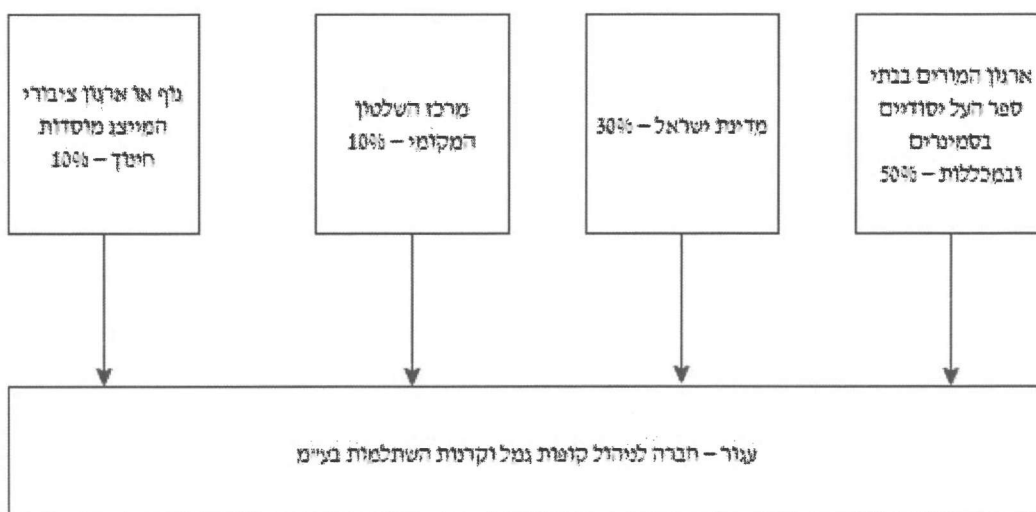 ארגון המורים בבתי
ספר העל יסודיים
בסמינרים
ובמכללות – 50%
מדינת ישראל – 30%
מרכז השלטון
המקומי – 10%
גוף או ארגון ציבורי
המייצג מוסדות
חינוך – 10%
עגור – חברה לניהול קופות גמל וקרנות השתלמות בע״מ